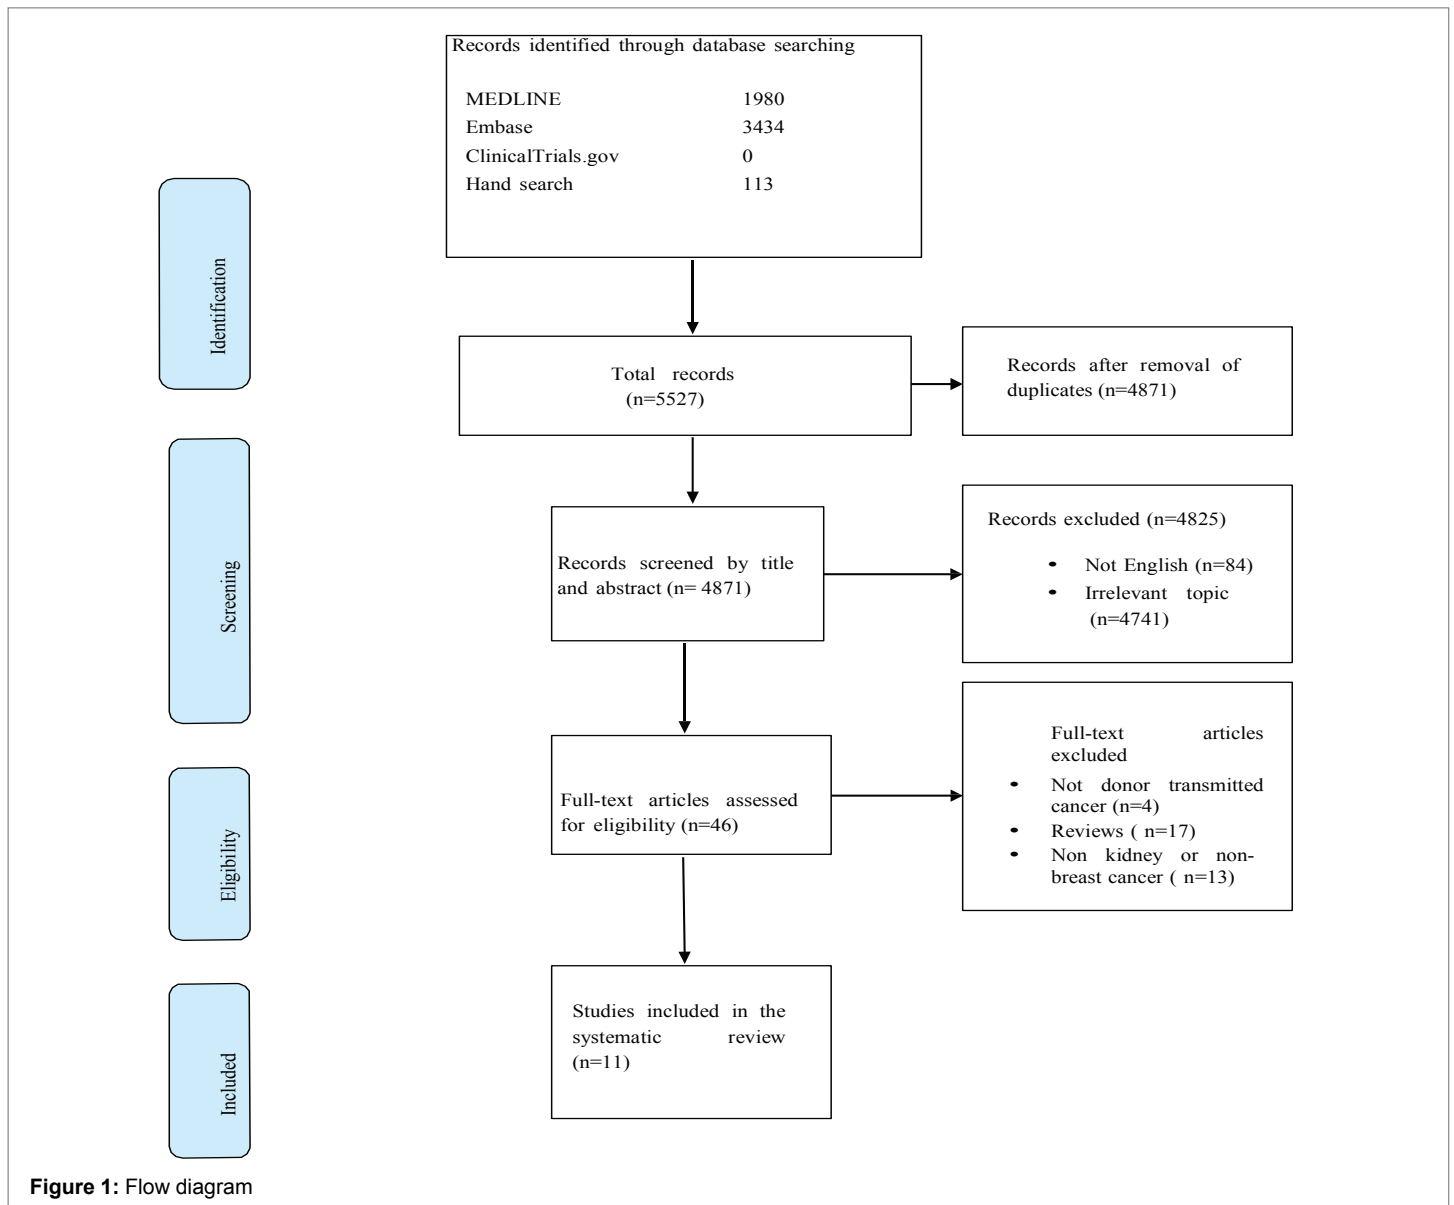 Records identified through database searching
MEDLINE 1980
Embase 3434
ClinicalTrials.gov 0
Hand search 113
Identification
Total records
(n=5527)
Records after removal of
duplicates (n=4871)
Screening
Records screened by title
and abstract (n= 4871)
Records excluded (n=4825)
• Not English (n=84)
• Irrelevant topic
(n=4741)
Eligibility
Full-text articles assessed
for eligibility (n=46)
Full-text articles
excluded
• Not donor transmitted
cancer (n=4)
• Reviews ( n=17)
• Non kidney or non-
breast cancer ( n=13)
Included
Studies included in the
systematic review
(n=11)
Figure 1: Flow diagram